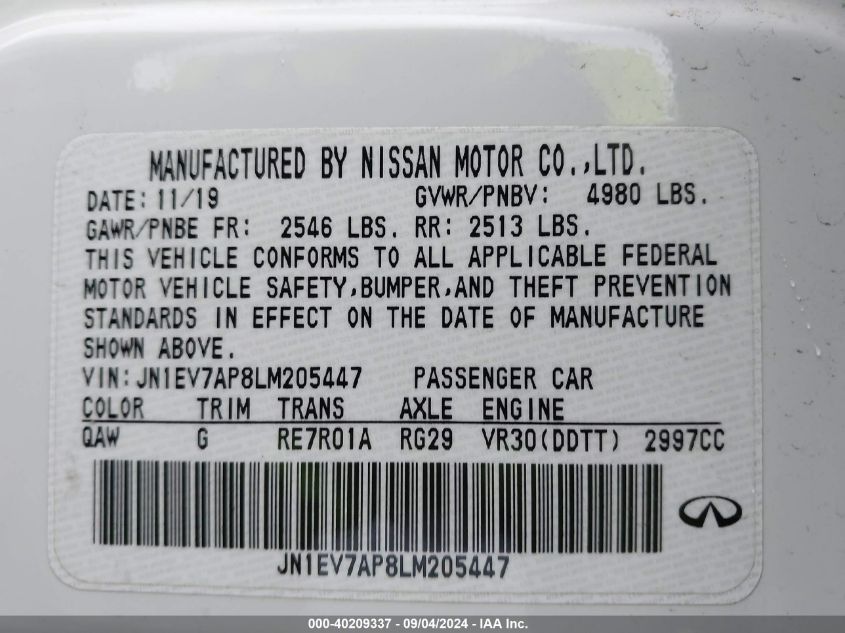 MANUFACTURED BY NISSAN MOTOR CO.,LTD.
DATE: 11/19 GVWR/PNBV: 4980 LBS.
GAWR/PNBE FR: 2546 LBS. RR: 2513 LBS.
THIS VEHICLE CONFORMS TO ALL APPLICABLE FEDERAL
MOTOR VEHICLE SAFETY,BUMPER,AND THEFT PREVENTION
STANDARDS IN EFFECT ON THE DATE OF MANUFACTURE
SHOWN ABOVE.
VIN:JN1EV7AP8LM205447 PASSENGER CAR
COLOR TRIM TRANS AXLE ENGINE
QAW G RE7R01A RG29 VR30(DDTT) 2997CC
JN1EV7AP8LM205447
000-40209337 - 09/04/2024 - IAA Inc.